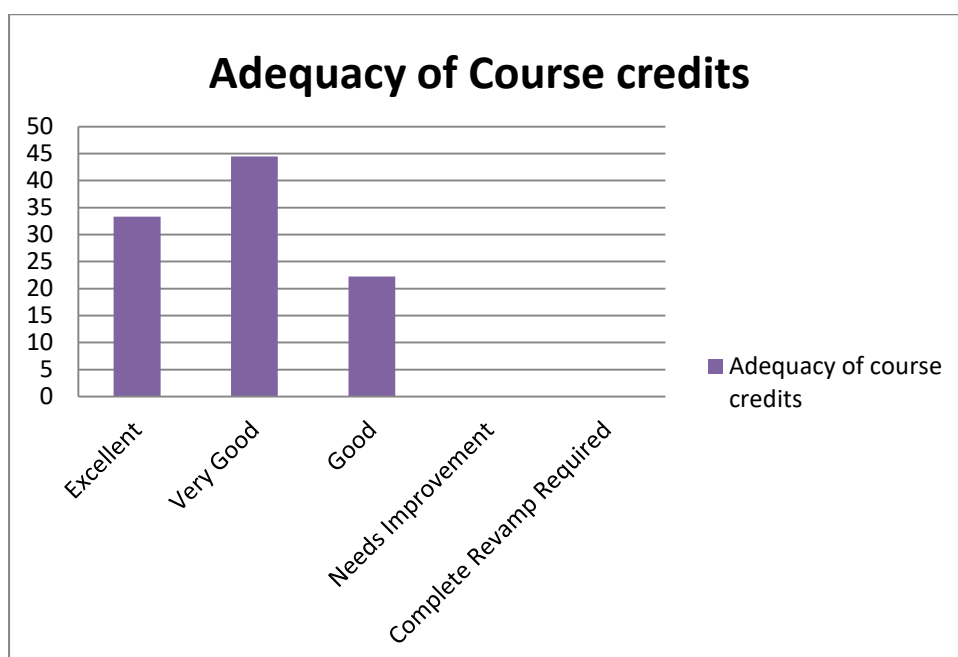 Adequacy of Course credits
50
45
40
35
30
25
20
15
10
5
0
Adequacy of course
credits
Excellent
Very Good
Good
Needs Improvement
Complete Revamp Required